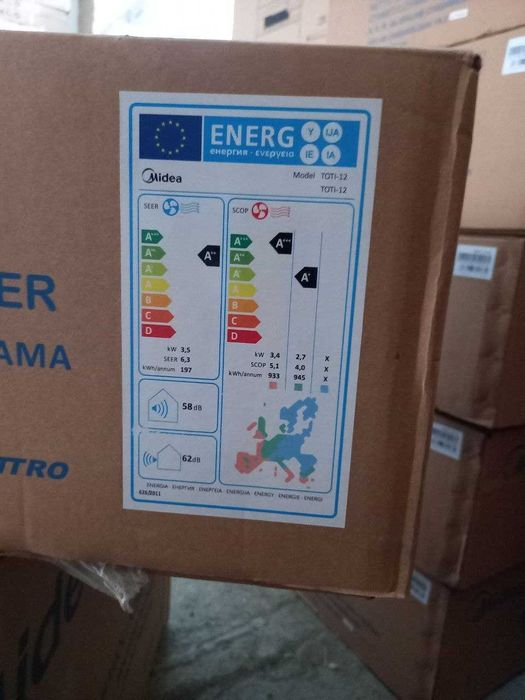 ENERG Y IJA
енергия · ενεργεια IE IA
Midea Model TOTI-12
TOTI-12
SEER
A+++
A++
A+
A
B
C
D
A++
kW 3,5
SEER 6,3
kWh/annum 197
SCOP
A+++
A++
A+
A
B
C
D
A+++
A+
kW 3,4 2,7 X
SCOP 5,1 4,0 X
kWh/annum 933 945 X
58dB
62dB
ENERGIA · ЕНЕРГИЯ · ΕΝΕΡΓΕΙΑ · ENERGIJA · ENERGY · ENERGIE · ENERGI
626/2011
ER
AMA
TTRO
Midea